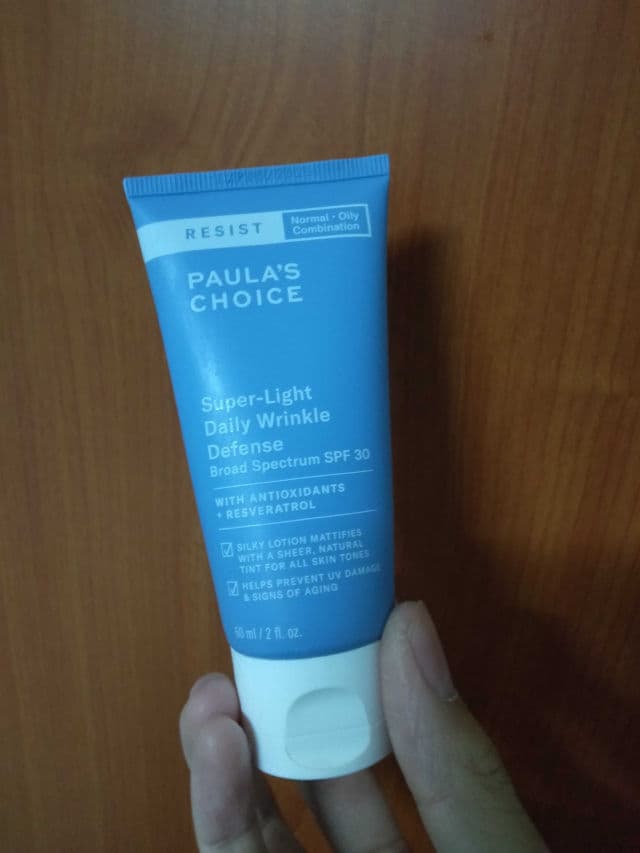 RESIST
Normal · Oily
Combination
PAULA'S
CHOICE
Super-Light
Daily Wrinkle
Defense
Broad Spectrum SPF 30
WITH ANTIOXIDANTS
+ RESVERATROL
SILKY LOTION MATTIFIES
WITH A SHEER, NATURAL
TINT FOR ALL SKIN TONES
HELPS PREVENT UV DAMAGE
& SIGNS OF AGING
60 ml / 2 fl. oz.